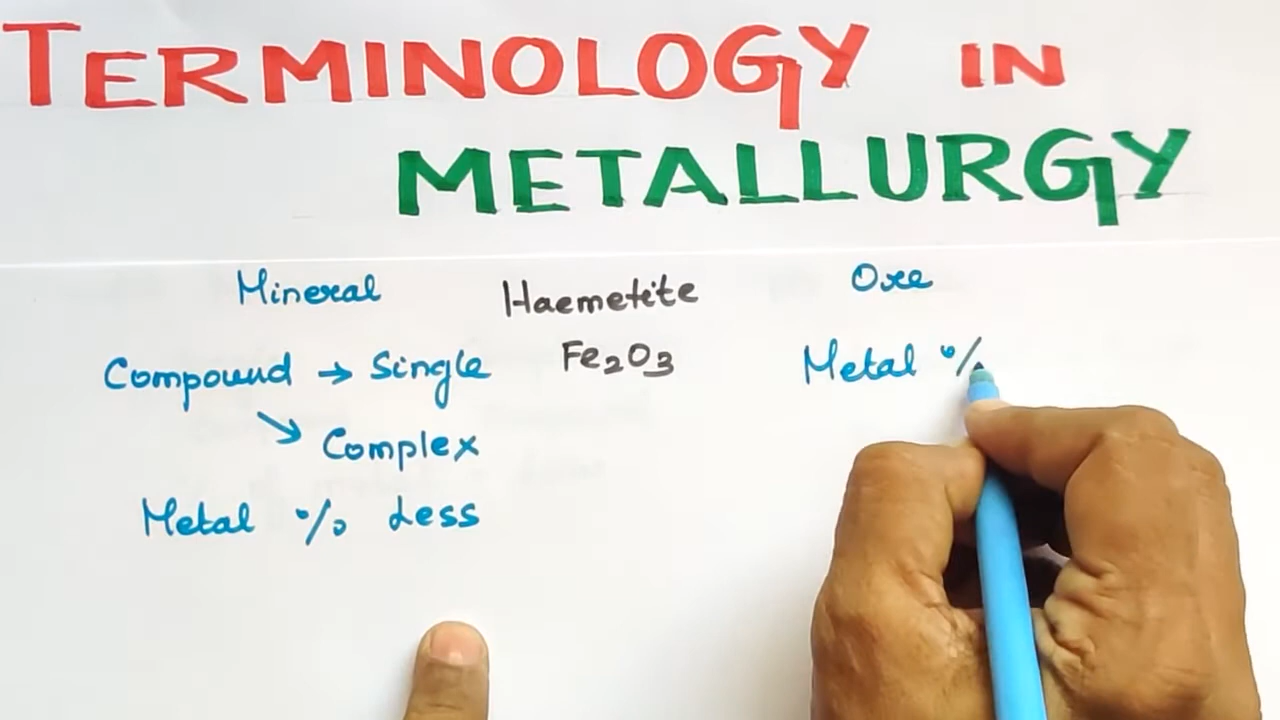 TERMINOLOGY IN
METALLURGY
Mineral Haemetite Ore
Compound → Single Fe₂O₃ Metal %
↘ Complex
Metal % Less